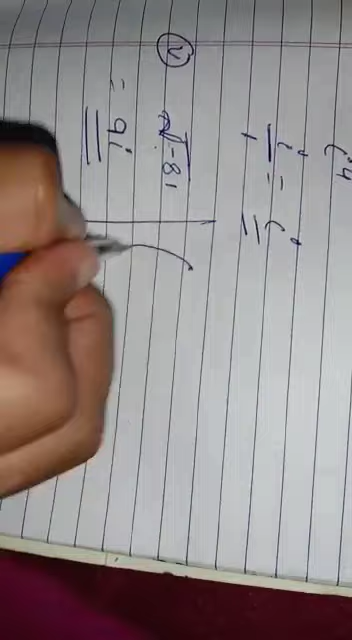 i⁴
i/1 = i
(v) √-81
= 9i